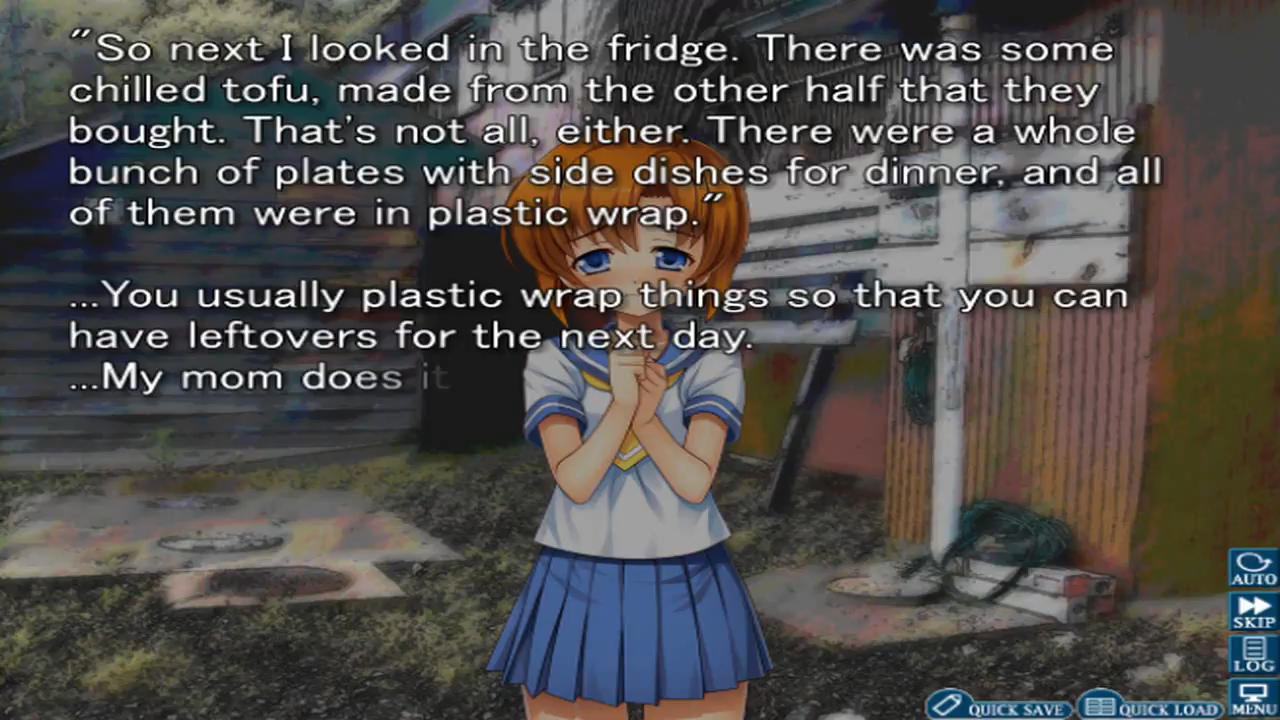 "So next I looked in the fridge. There was some
chilled tofu, made from the other half that they
bought. That's not all, either. There were a whole
bunch of plates with side dishes for dinner, and all
of them were in plastic wrap."
...You usually plastic wrap things so that you can
have leftovers for the next day.
...My mom does it
AUTO
SKIP
LOG
MENU
QUICK SAVE
QUICK LOAD